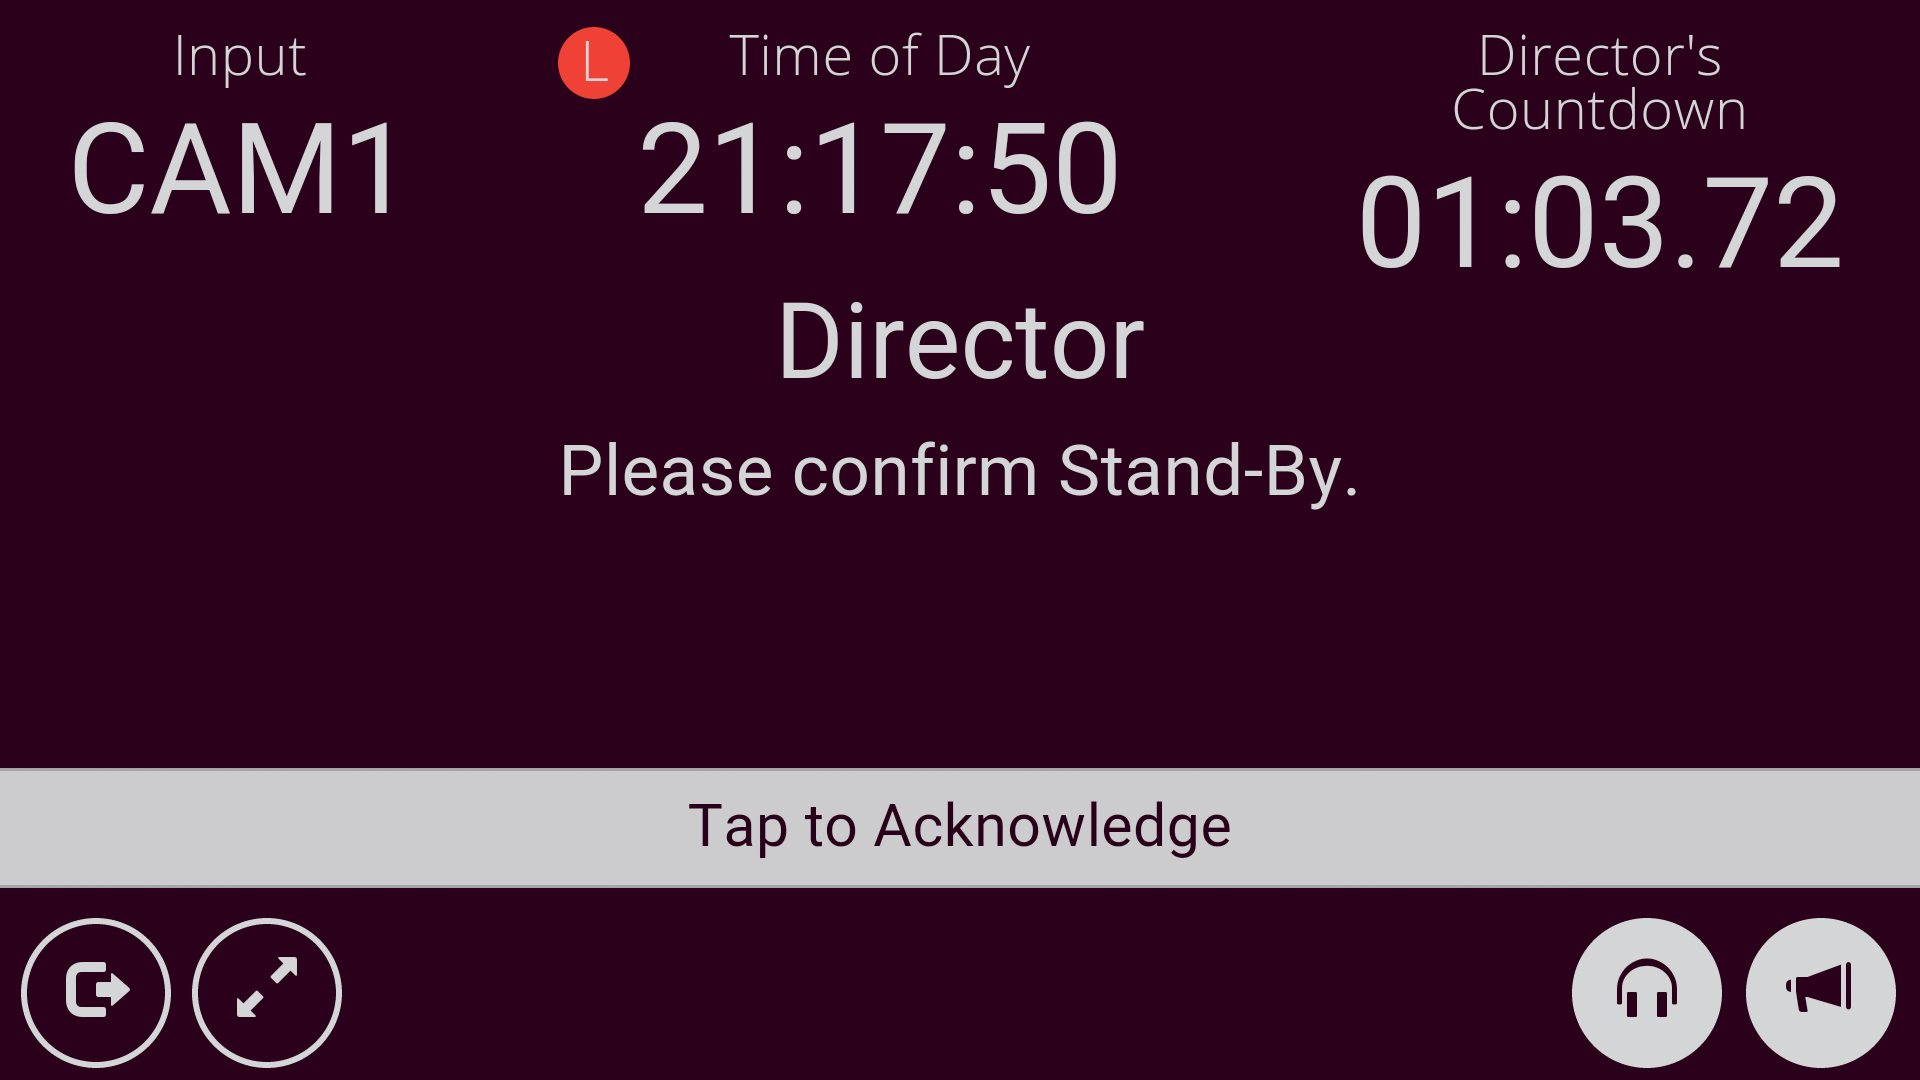 Input
CAM1
L
Time of Day
21:17:50
Director's
Countdown
01:03.72
Director
Please confirm Stand-By.
Tap to Acknowledge